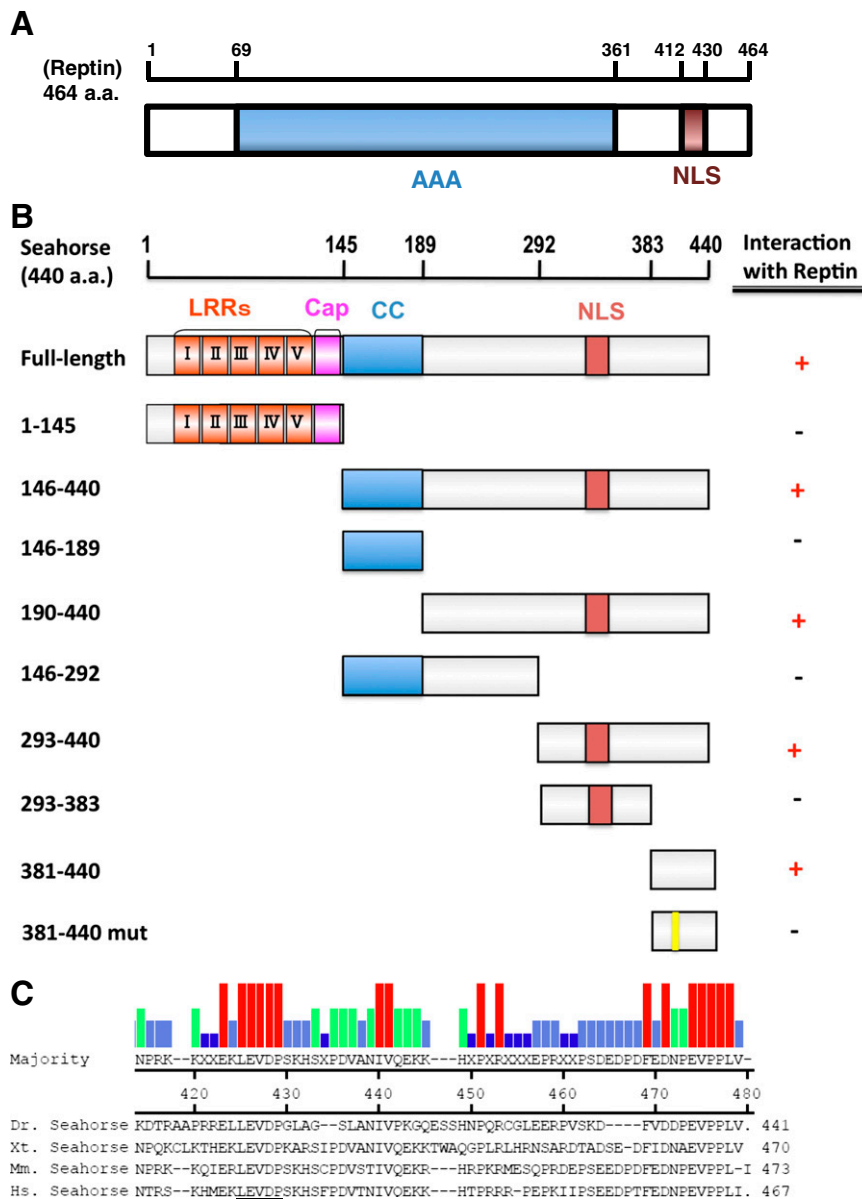 A
(Reptin)
464 a.a.
1 69 361 412 430 464
AAA
NLS
B
Seahorse
(440 a.a.)
1 145 189 292 383 440
Interaction
with Reptin
LRRs Cap CC NLS
Full-length I II III IV V +
1-145 I II III IV V -
146-440 +
146-189 -
190-440 +
146-292 -
293-440 +
293-383 -
381-440 +
381-440 mut -
C
Majority NPRK--KXXEKLEVDPSKHSXPDVANIVQEKK---HXPXRXXXXEPRXXPSDEDPDFEDNPEVPPLV-
420 430 440 450 460 470 480
Dr. Seahorse KDTRAAPRRELLEVDPGLAG--SLANIVPKGQESSHNPQRCGLEERPVSKD----FVDDPEVPPLV. 441
Xt. Seahorse NPQKCLKTHEKLEVDPKARSIPDVANIVQEKKTWAQGPLRLHRNSARDTADSE-DFIDNAEVPPLV 470
Mm. Seahorse NPRK--KQIERLEVDPKSHSCPDVSTIVQEKR---HRPKRMESQPRDEPSEEDPDFEDNPEVPPL-I 473
Hs. Seahorse NTRS---KHMEKLEVDPSKHSFPDVTNIVQEKK---HTPRRR-PEPKIIPSEEDPTFEDNPEVPPLI. 467